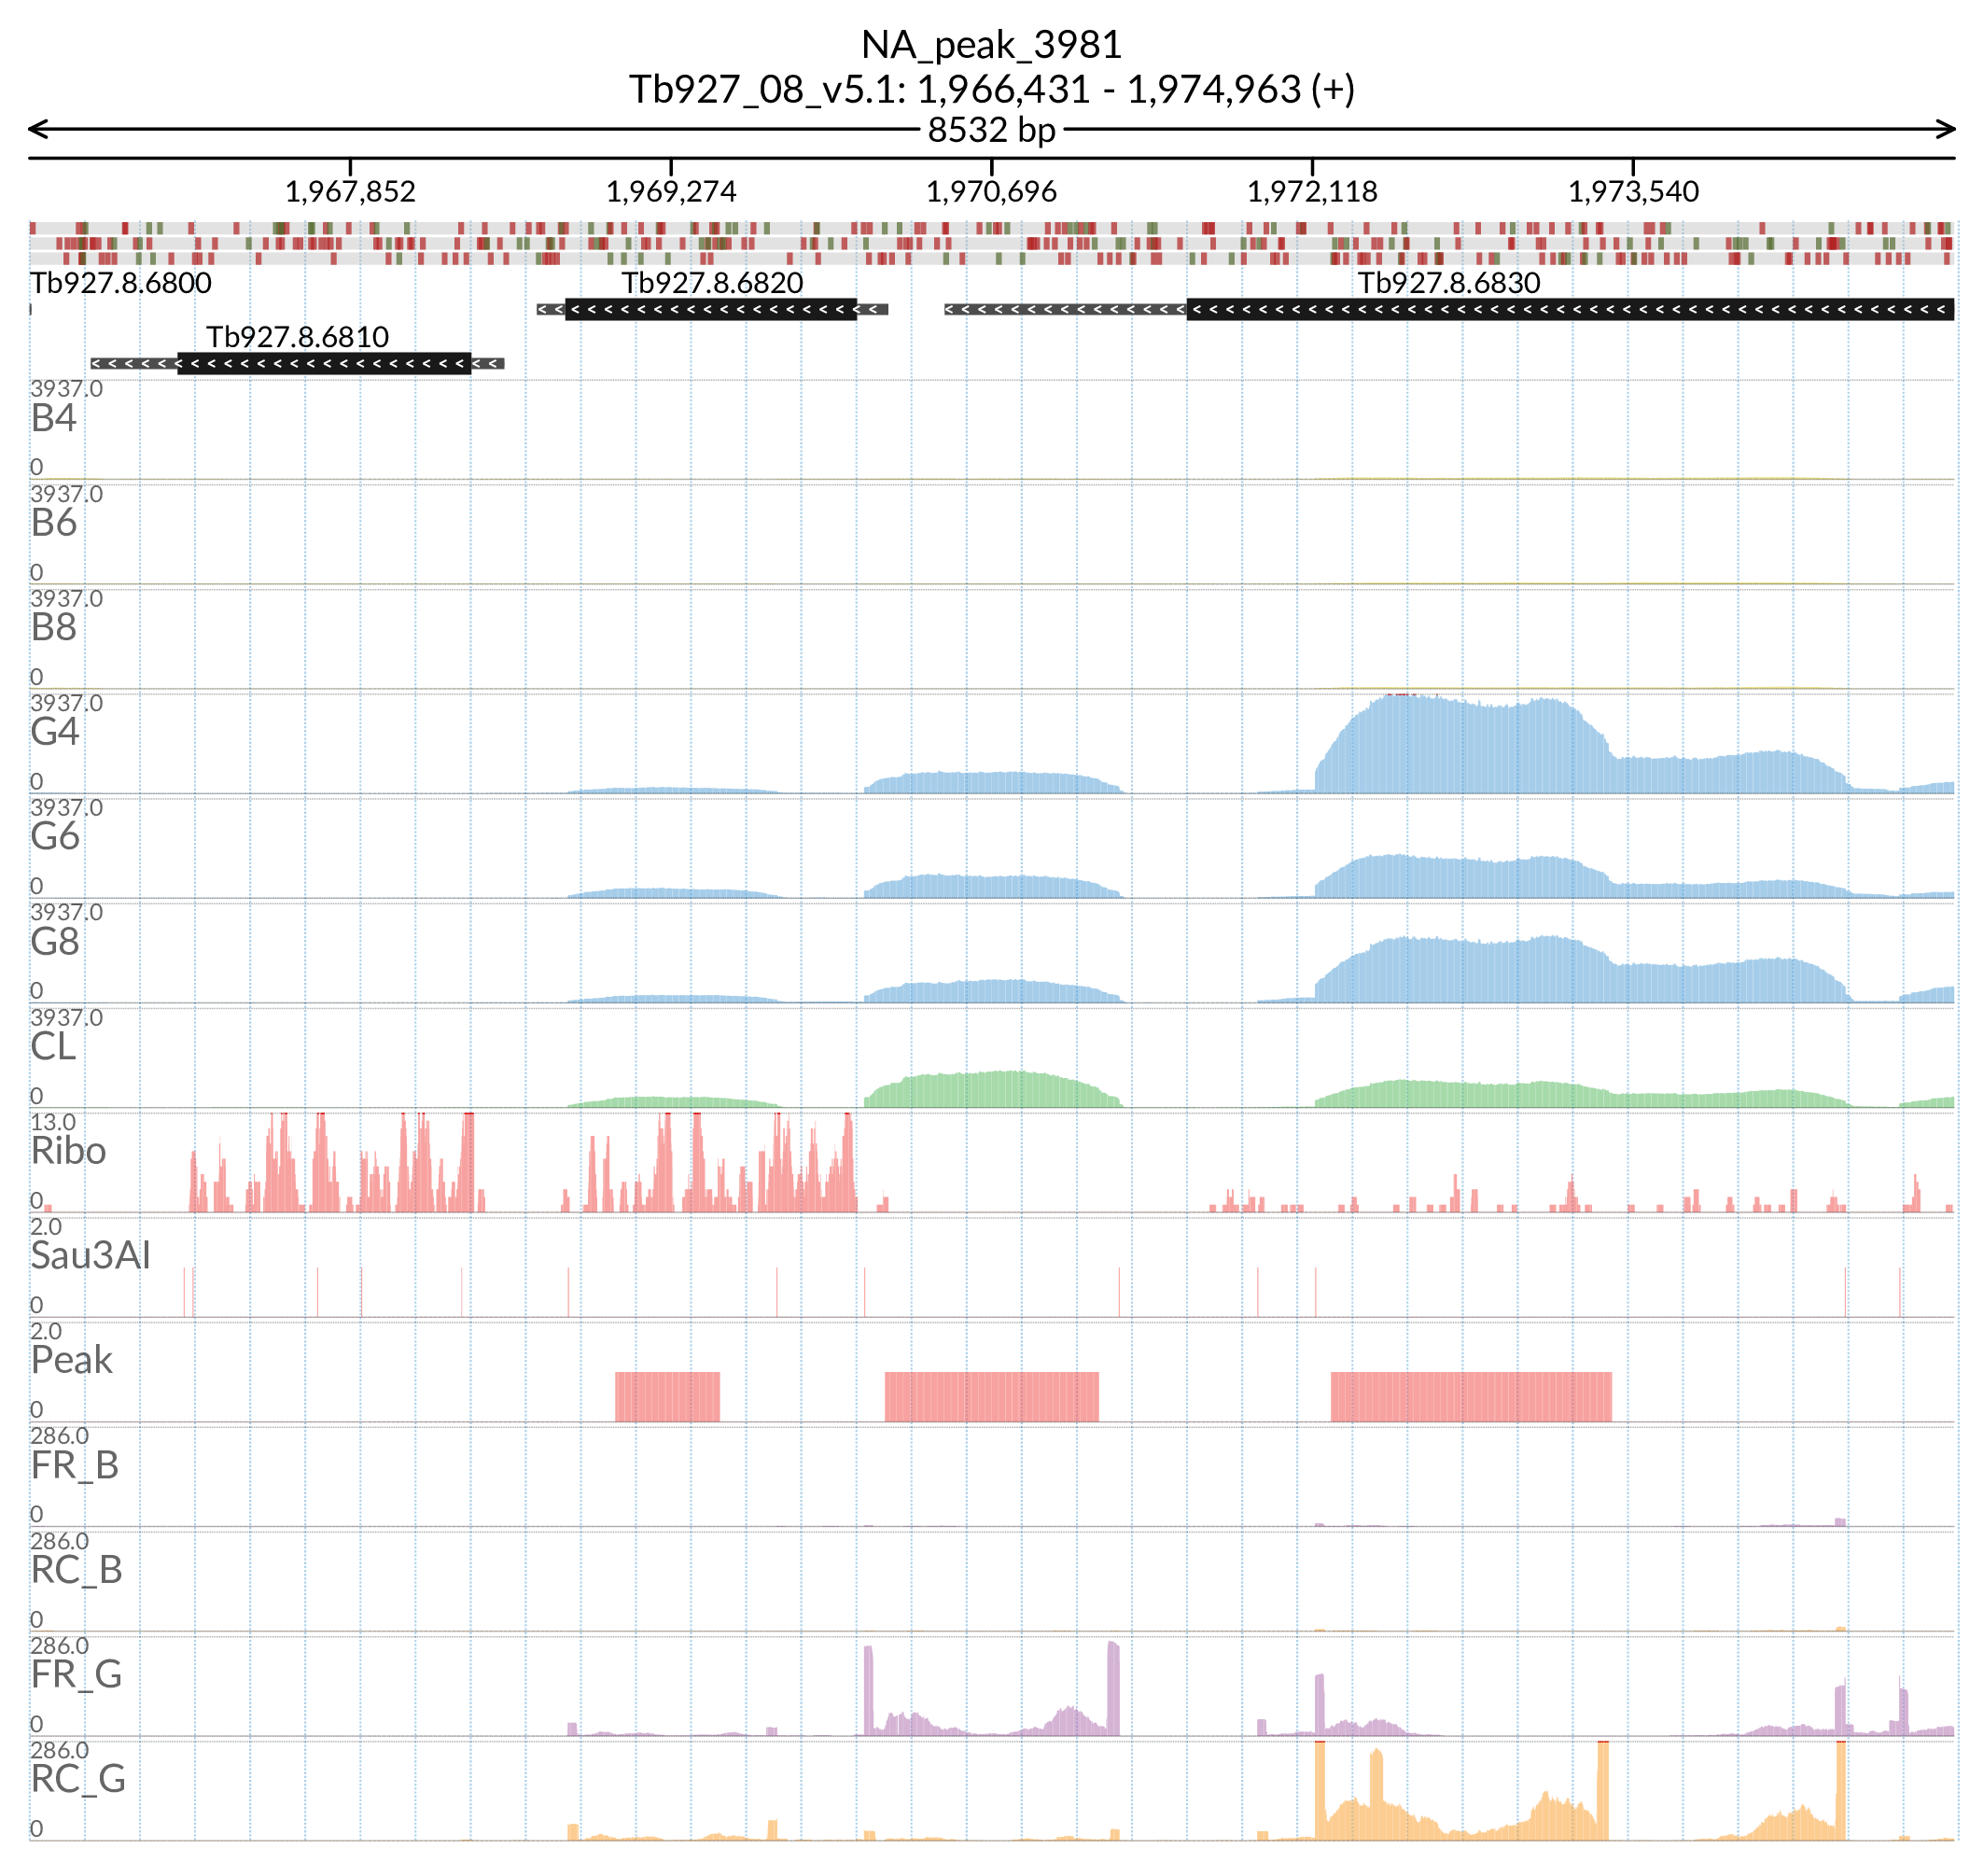 NA_peak_3981
Tb927_08_v5.1: 1,966,431 - 1,974,963 (+)
8532 bp
1,967,852 1,969,274 1,970,696 1,972,118 1,973,540
Tb927.8.6800 Tb927.8.6820 Tb927.8.6830
Tb927.8.6810
3937.0
B4
0
3937.0
B6
0
3937.0
B8
0
3937.0
G4
0
3937.0
G6
0
3937.0
G8
0
3937.0
CL
0
13.0
Ribo
0
2.0
Sau3AI
0
2.0
Peak
0
286.0
FR_B
0
286.0
RC_B
0
286.0
FR_G
0
286.0
RC_G
0